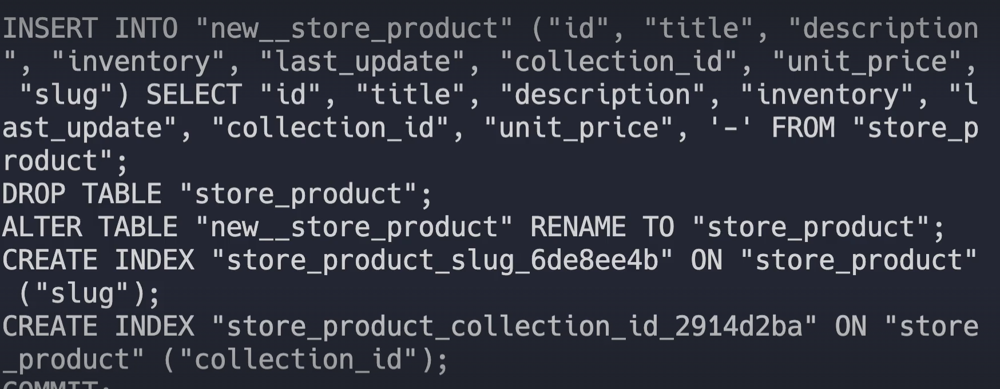 INSERT INTO "new__store_product" ("id", "title", "description
", "inventory", "last_update", "collection_id", "unit_price",
 "slug") SELECT "id", "title", "description", "inventory", "l
ast_update", "collection_id", "unit_price", '-' FROM "store_p
roduct";
DROP TABLE "store_product";
ALTER TABLE "new__store_product" RENAME TO "store_product";
CREATE INDEX "store_product_slug_6de8ee4b" ON "store_product"
 ("slug");
CREATE INDEX "store_product_collection_id_2914d2ba" ON "store
_product" ("collection_id");
COMMIT;